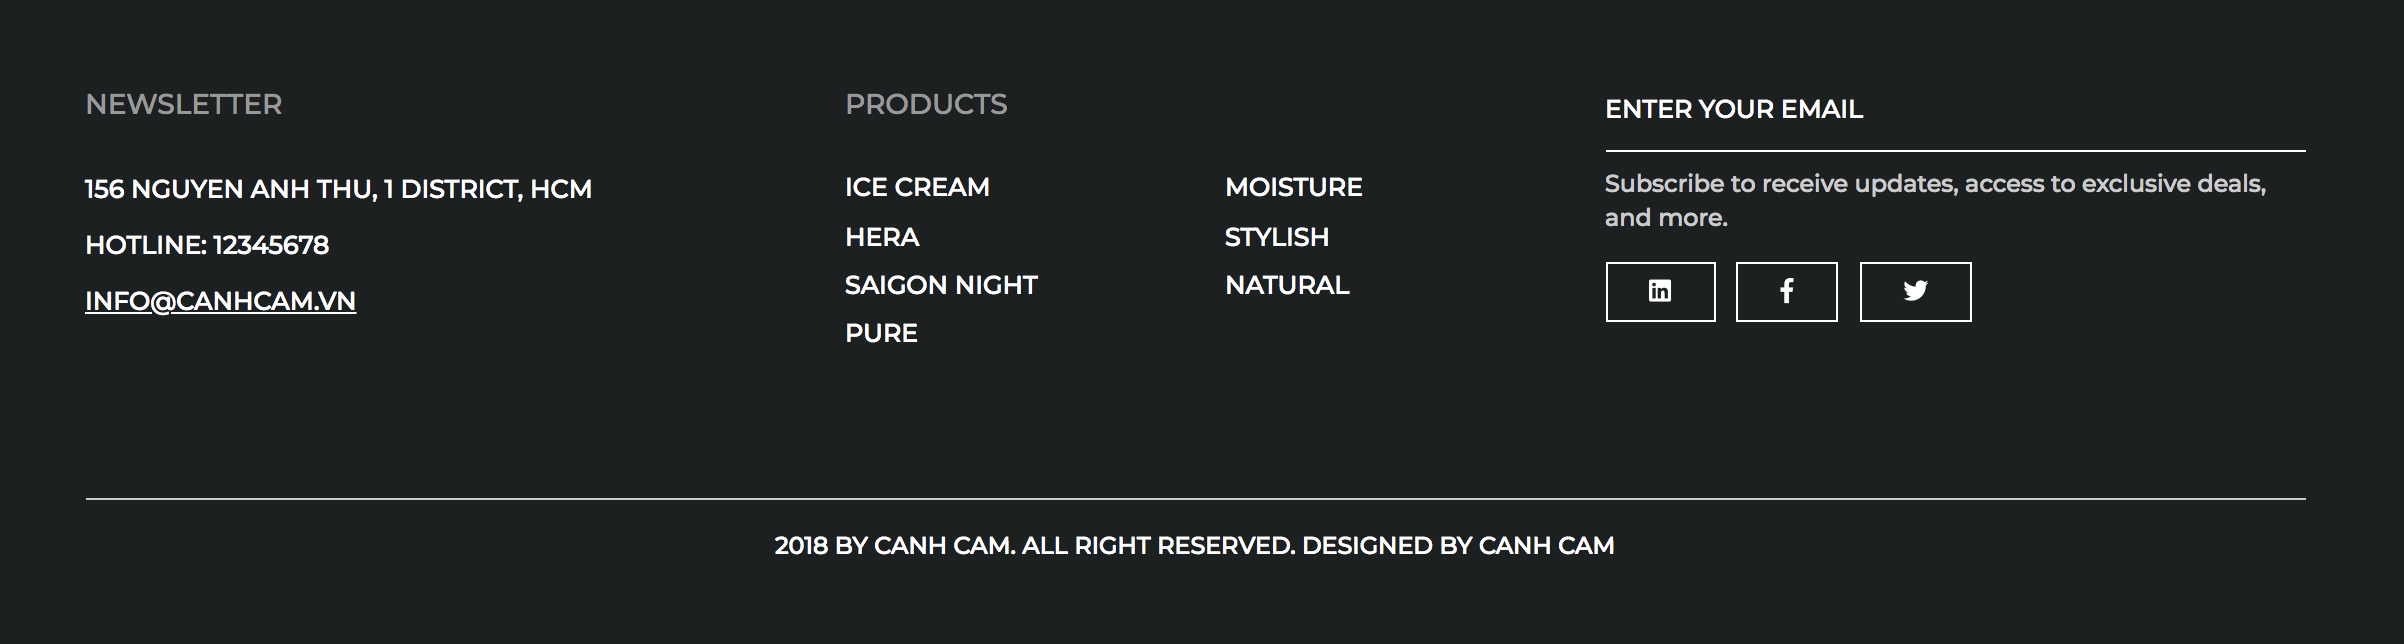 NEWSLETTER
156 NGUYEN ANH THU, 1 DISTRICT, HCM
HOTLINE: 12345678
INFO@CANHCAM.VN
PRODUCTS
ICE CREAM
HERA
SAIGON NIGHT
PURE
MOISTURE
STYLISH
NATURAL
ENTER YOUR EMAIL
Subscribe to receive updates, access to exclusive deals,
and more.
2018 BY CANH CAM. ALL RIGHT RESERVED. DESIGNED BY CANH CAM